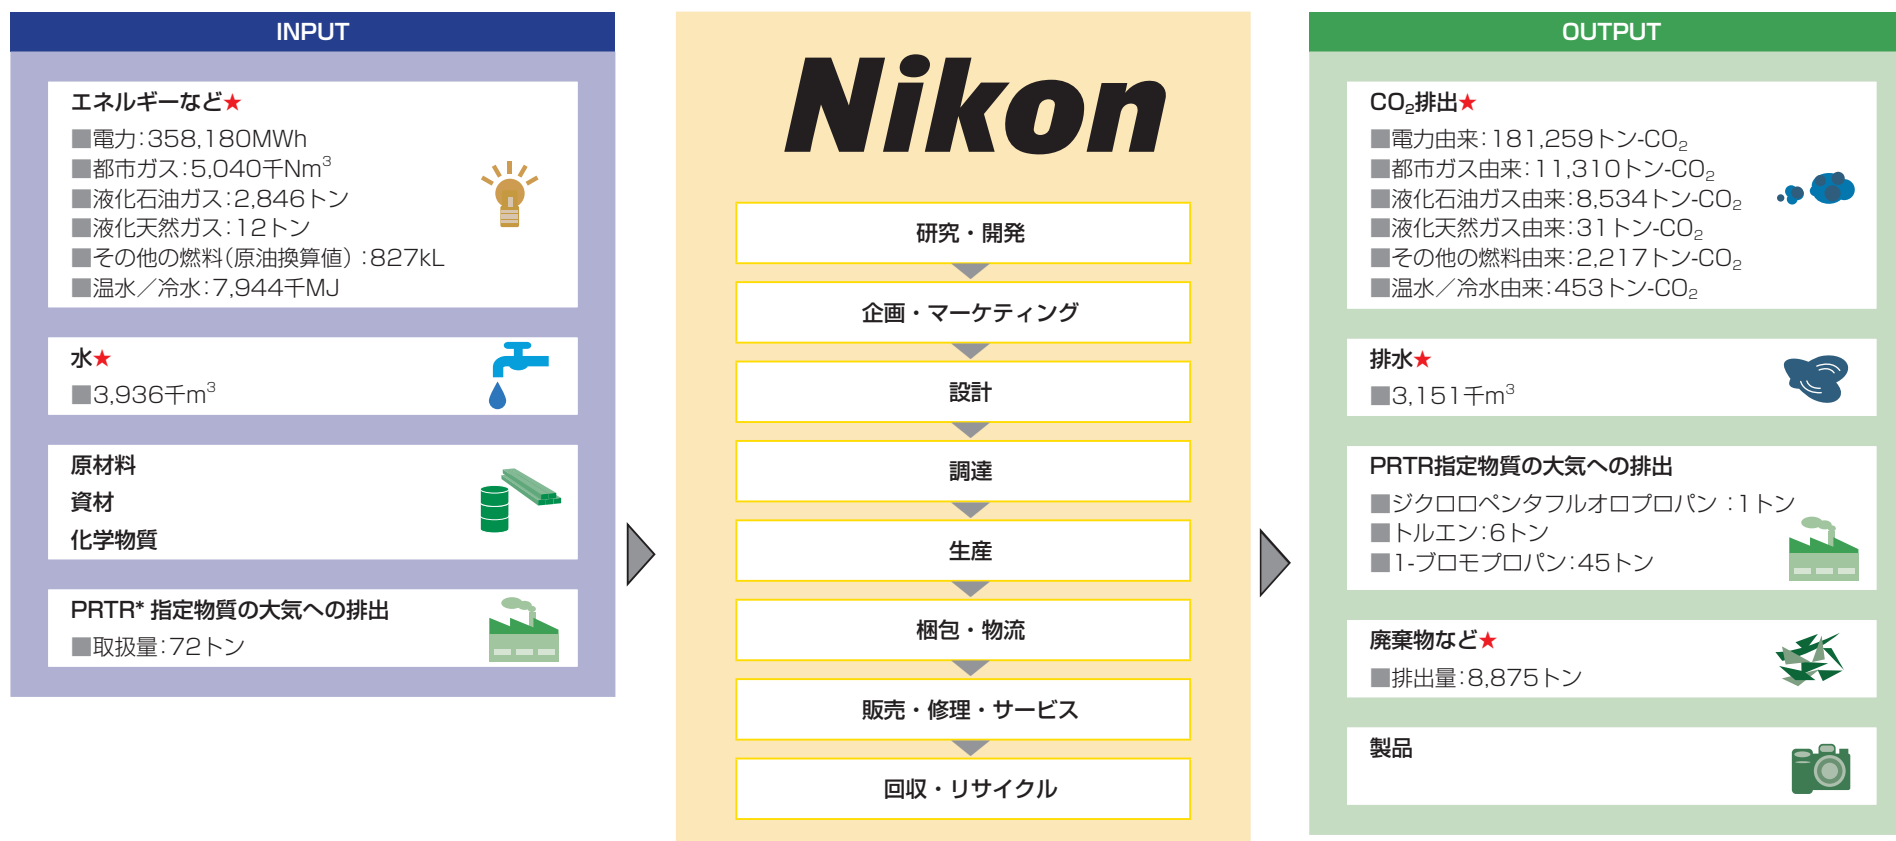 INPUT
エネルギーなど★
■電力：358,180MWh
■都市ガス：5,040千Nm³
■液化石油ガス：2,846トン
■液化天然ガス：12トン
■その他の燃料（原油換算値）：827kL
■温水／冷水：7,944千MJ
水★
■3,936千m³
原材料
資材
化学物質
PRTR* 指定物質の大気への排出
■取扱量：72トン
Nikon
研究・開発
企画・マーケティング
設計
調達
生産
梱包・物流
販売・修理・サービス
回収・リサイクル
OUTPUT
CO₂排出★
■電力由来：181,259トン-CO₂
■都市ガス由来：11,310トン-CO₂
■液化石油ガス由来：8,534トン-CO₂
■液化天然ガス由来：31トン-CO₂
■その他の燃料由来：2,217トン-CO₂
■温水／冷水由来：453トン-CO₂
排水★
■3,151千m³
PRTR指定物質の大気への排出
■ジクロロペンタフルオロプロパン：1トン
■トルエン：6トン
■1-ブロモプロパン：45トン
廃棄物など★
■排出量：8,875トン
製品